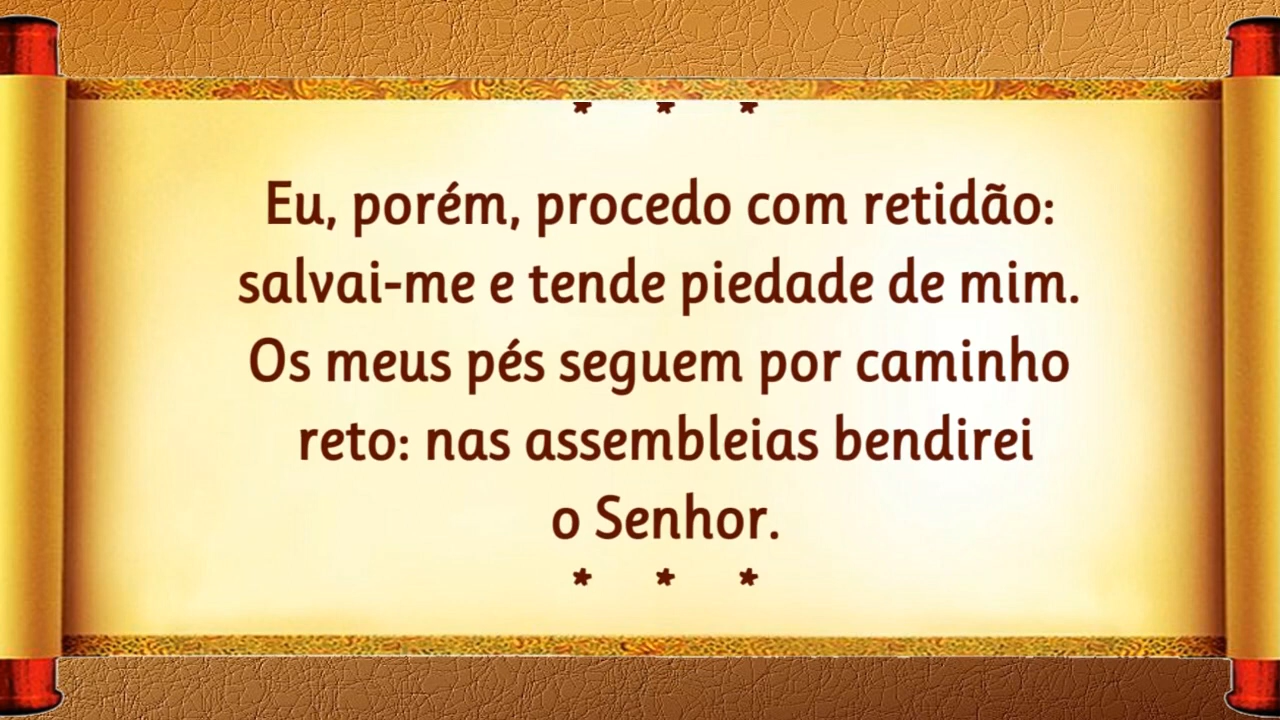 * * *
Eu, porém, procedo com retidão:
salvai-me e tende piedade de mim.
Os meus pés seguem por caminho
reto: nas assembleias bendirei
o Senhor.
* * *